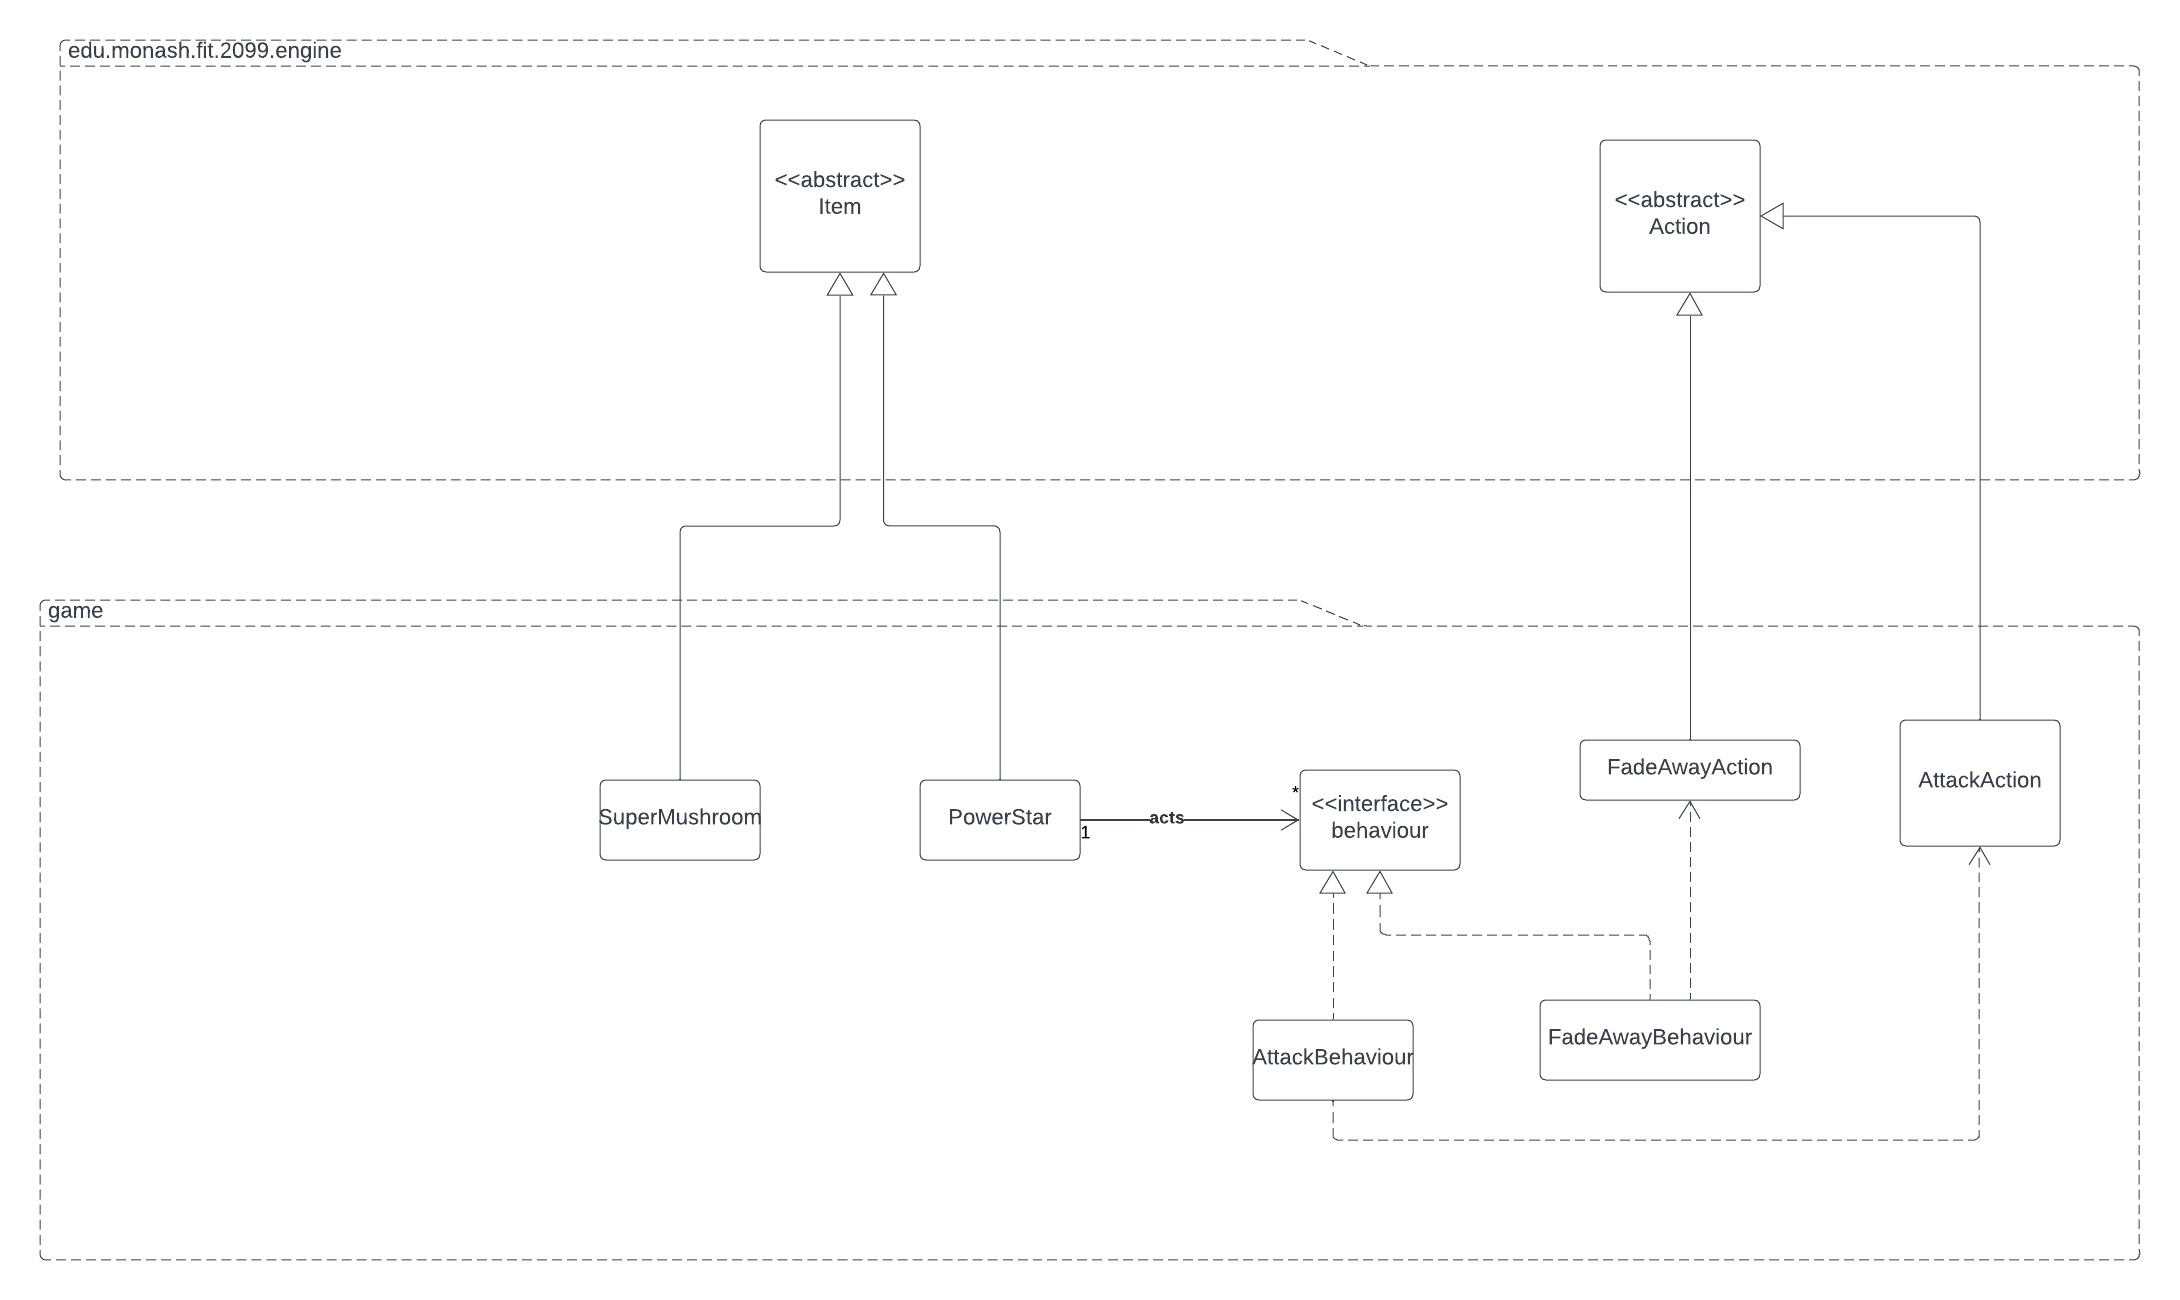 edu.monash.fit.2099.engine
<<abstract>>
Item
<<abstract>>
Action
game
SuperMushroom
PowerStar
1
acts
*
<<interface>>
behaviour
FadeAwayAction
AttackAction
AttackBehaviour
FadeAwayBehaviour